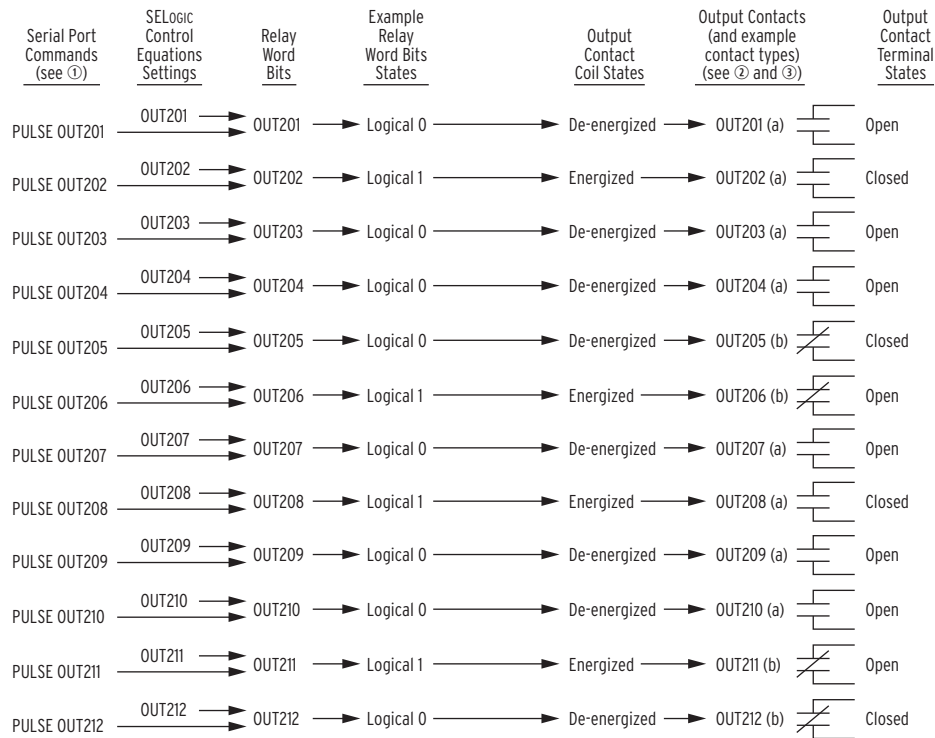 Serial Port Commands (see ①)
SELOGIC Control Equations Settings
Relay Word Bits
Example Relay Word Bits States
Output Contact Coil States
Output Contacts (and example contact types) (see ② and ③)
Output Contact Terminal States
PULSE OUT201 OUT201 OUT201 Logical 0 De-energized OUT201 (a) Open
PULSE OUT202 OUT202 OUT202 Logical 1 Energized OUT202 (a) Closed
PULSE OUT203 OUT203 OUT203 Logical 0 De-energized OUT203 (a) Open
PULSE OUT204 OUT204 OUT204 Logical 0 De-energized OUT204 (a) Open
PULSE OUT205 OUT205 OUT205 Logical 0 De-energized OUT205 (b) Closed
PULSE OUT206 OUT206 OUT206 Logical 1 Energized OUT206 (b) Open
PULSE OUT207 OUT207 OUT207 Logical 0 De-energized OUT207 (a) Open
PULSE OUT208 OUT208 OUT208 Logical 1 Energized OUT208 (a) Closed
PULSE OUT209 OUT209 OUT209 Logical 0 De-energized OUT209 (a) Open
PULSE OUT210 OUT210 OUT210 Logical 0 De-energized OUT210 (a) Open
PULSE OUT211 OUT211 OUT211 Logical 1 Energized OUT211 (b) Open
PULSE OUT212 OUT212 OUT212 Logical 0 De-energized OUT212 (b) Closed